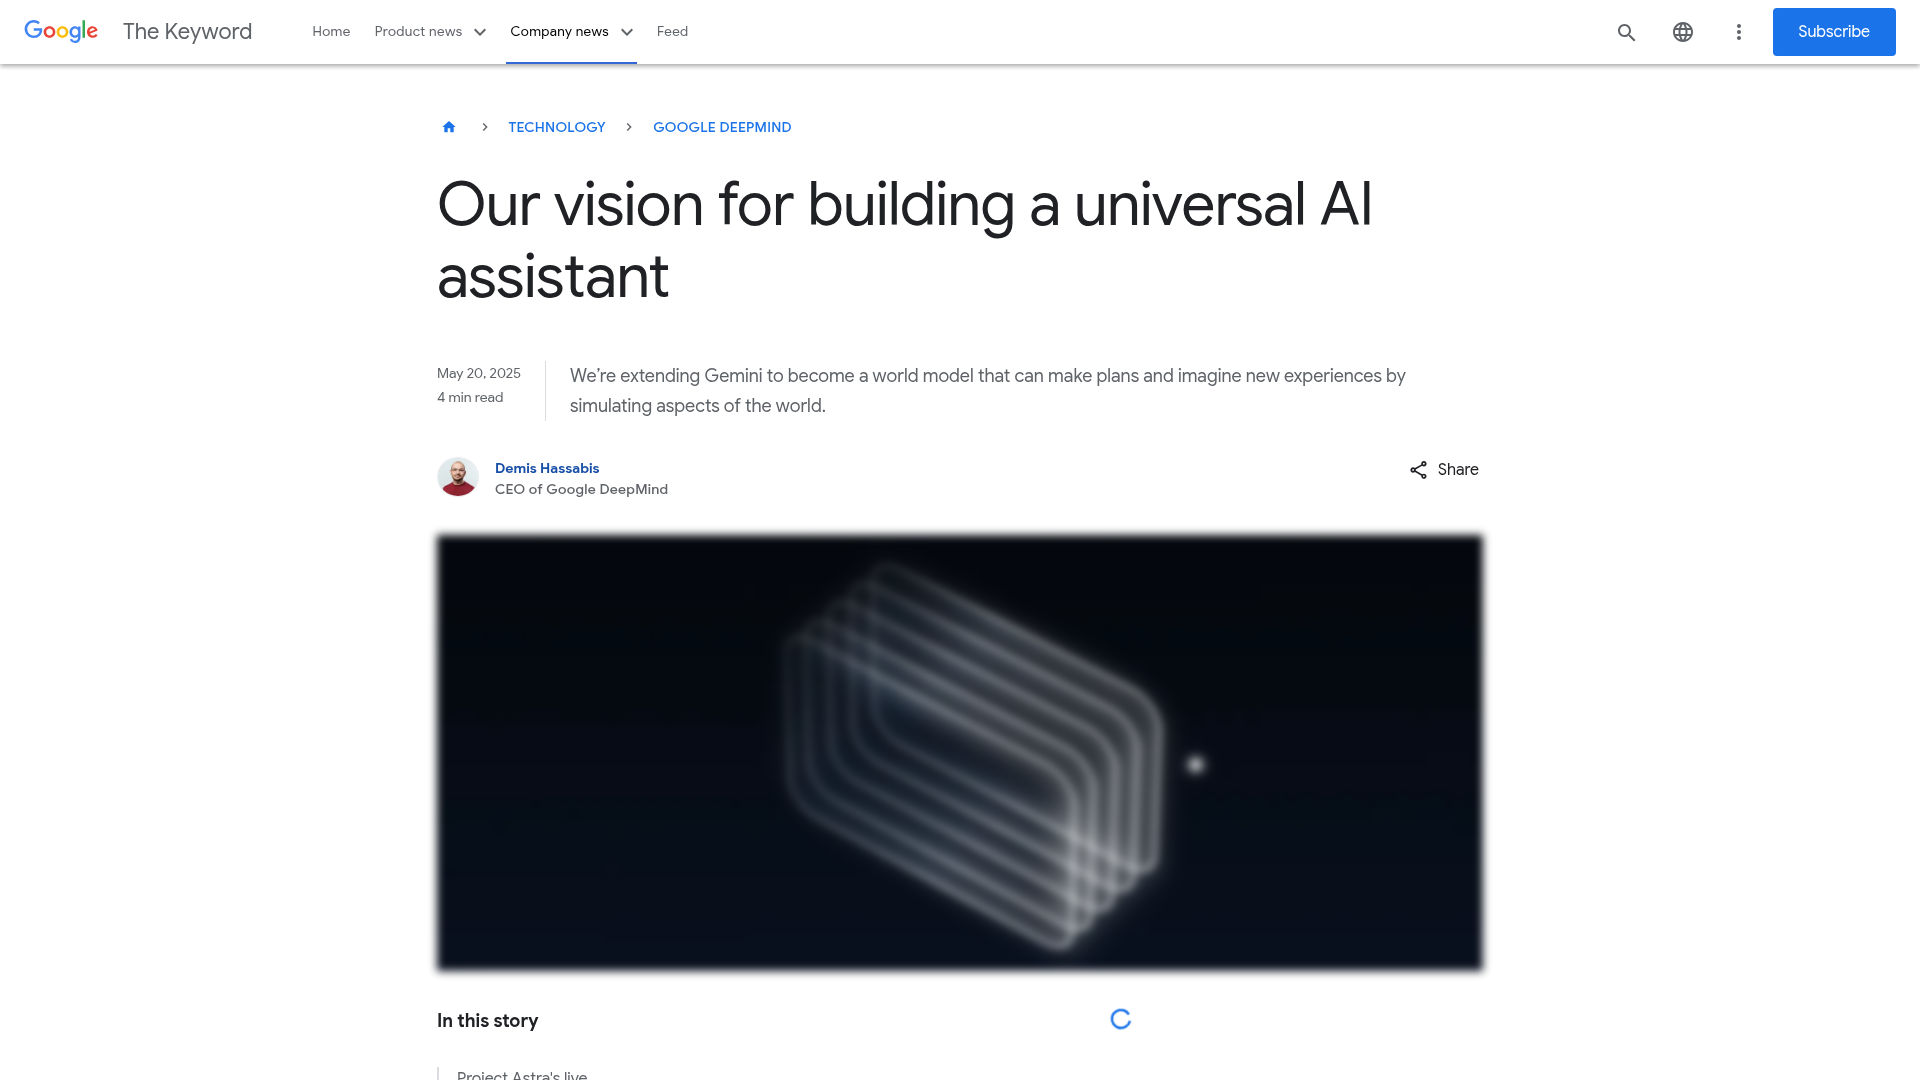 Google The Keyword Home Product news Company news Feed Subscribe
TECHNOLOGY GOOGLE DEEPMIND
Our vision for building a universal AI
assistant
May 20, 2025
4 min read
We’re extending Gemini to become a world model that can make plans and imagine new experiences by
simulating aspects of the world.
Demis Hassabis
CEO of Google DeepMind
Share
In this story
Project Astra's live